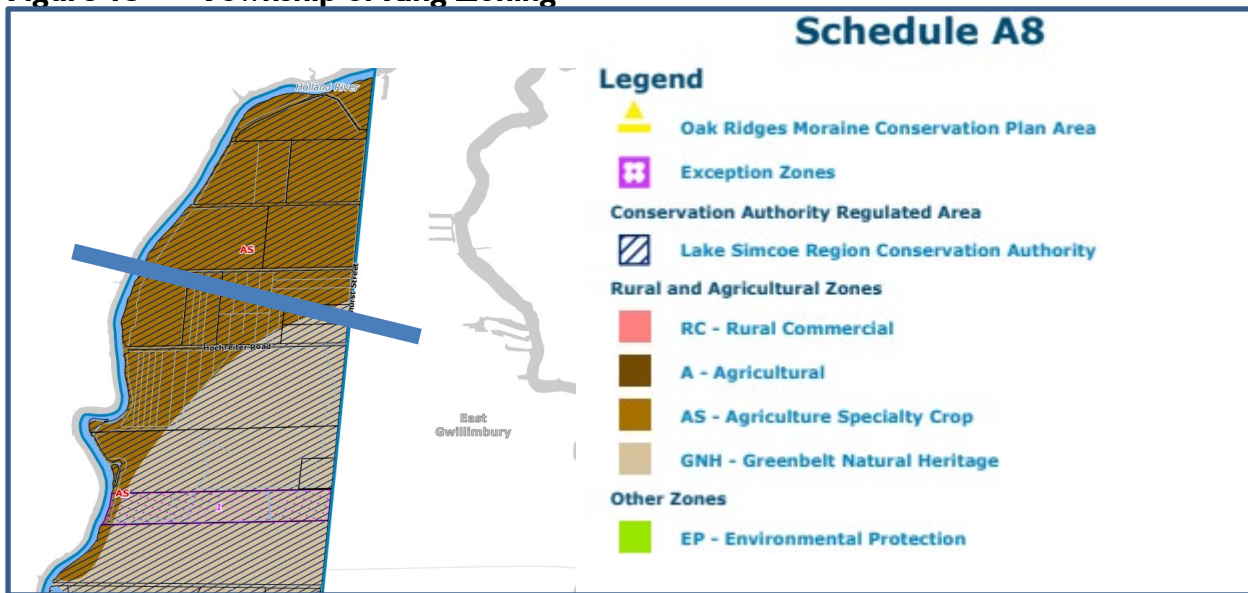 Schedule A8
Legend
Oak Ridges Moraine Conservation Plan Area
Exception Zones
Conservation Authority Regulated Area
Lake Simcoe Region Conservation Authority
Rural and Agricultural Zones
RC - Rural Commercial
A - Agricultural
AS - Agriculture Specialty Crop
GNH - Greenbelt Natural Heritage
Other Zones
EP - Environmental Protection
Holland River
AS
Street
Hochreiter Road
East
Gwillimbury
AS
1